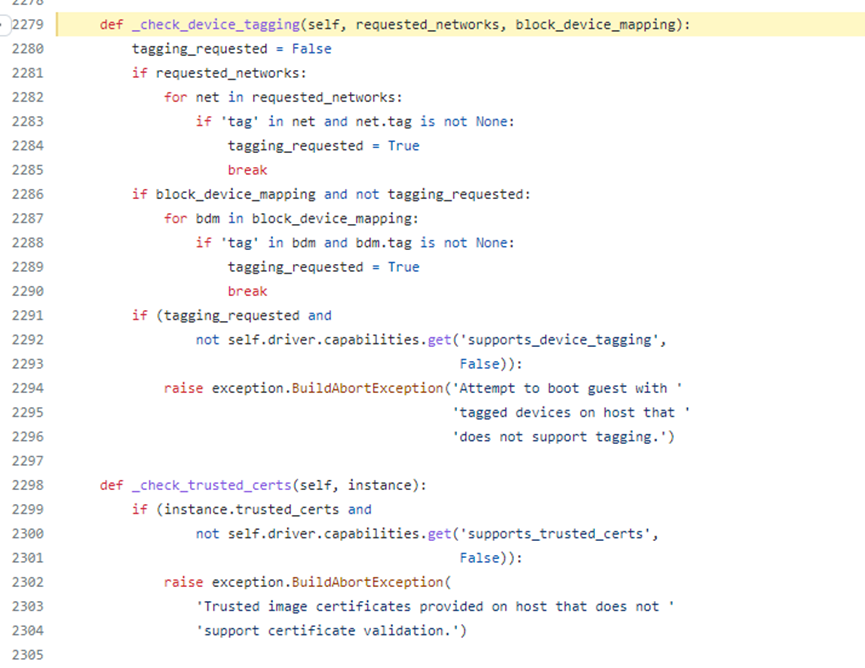 2278
2279 def _check_device_tagging(self, requested_networks, block_device_mapping):
2280 tagging_requested = False
2281 if requested_networks:
2282 for net in requested_networks:
2283 if 'tag' in net and net.tag is not None:
2284 tagging_requested = True
2285 break
2286 if block_device_mapping and not tagging_requested:
2287 for bdm in block_device_mapping:
2288 if 'tag' in bdm and bdm.tag is not None:
2289 tagging_requested = True
2290 break
2291 if (tagging_requested and
2292 not self.driver.capabilities.get('supports_device_tagging',
2293 False)):
2294 raise exception.BuildAbortException('Attempt to boot guest with '
2295 'tagged devices on host that '
2296 'does not support tagging.')
2297
2298 def _check_trusted_certs(self, instance):
2299 if (instance.trusted_certs and
2300 not self.driver.capabilities.get('supports_trusted_certs',
2301 False)):
2302 raise exception.BuildAbortException(
2303 'Trusted image certificates provided on host that does not '
2304 'support certificate validation.')
2305